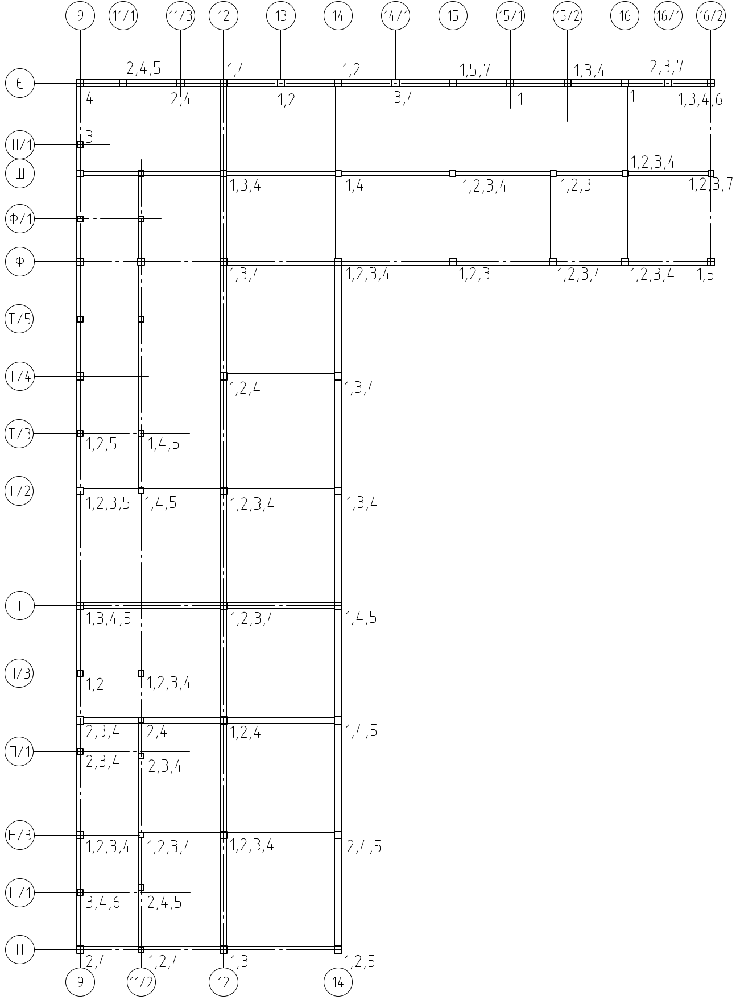 9 11/1 11/3 12 13 14 14/1 15 15/1 15/2 16 16/1 16/2
2,4,5 1,4 1,2 1,5,7 1,3,4 2,3,7
Є
4 2,4 1,2 3,4 1 1 1,3,4,6
3
Ш/1
1,2,3,4
Ш
1,3,4 1,4 1,2,3,4 1,2,3 1,2,3,7
Ф/1
Ф
1,3,4 1,2,3,4 1,2,3 1,2,3,4 1,2,3,4 1,5
Т/5
Т/4
1,2,4 1,3,4
Т/3
1,2,5 1,4,5
Т/2
1,2,3,5 1,4,5 1,2,3,4 1,3,4
Т
1,3,4,5 1,2,3,4 1,4,5
П/3
1,2 1,2,3,4
2,3,4 2,4 1,2,4 1,4,5
П/1
2,3,4 2,3,4
Н/3
1,2,3,4 1,2,3,4 1,2,3,4 2,4,5
Н/1
3,4,6 2,4,5
Н
2,4 1,2,4 1,3 1,2,5
9 11/2 12 14